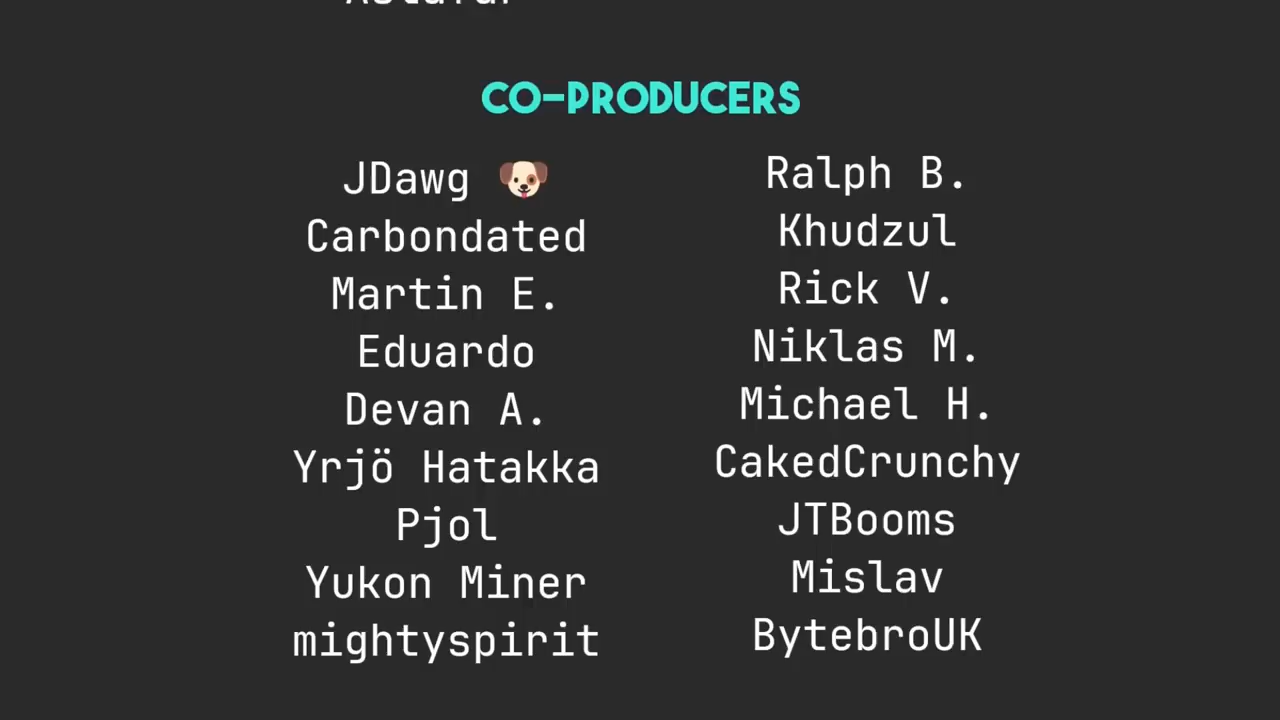 CO-PRODUCERS
JDawg 🐶
Carbondated
Martin E.
Eduardo
Devan A.
Yrjö Hatakka
Pjol
Yukon Miner
mightyspirit
Ralph B.
Khudzul
Rick V.
Niklas M.
Michael H.
CakedCrunchy
JTBooms
Mislav
BytebroUK